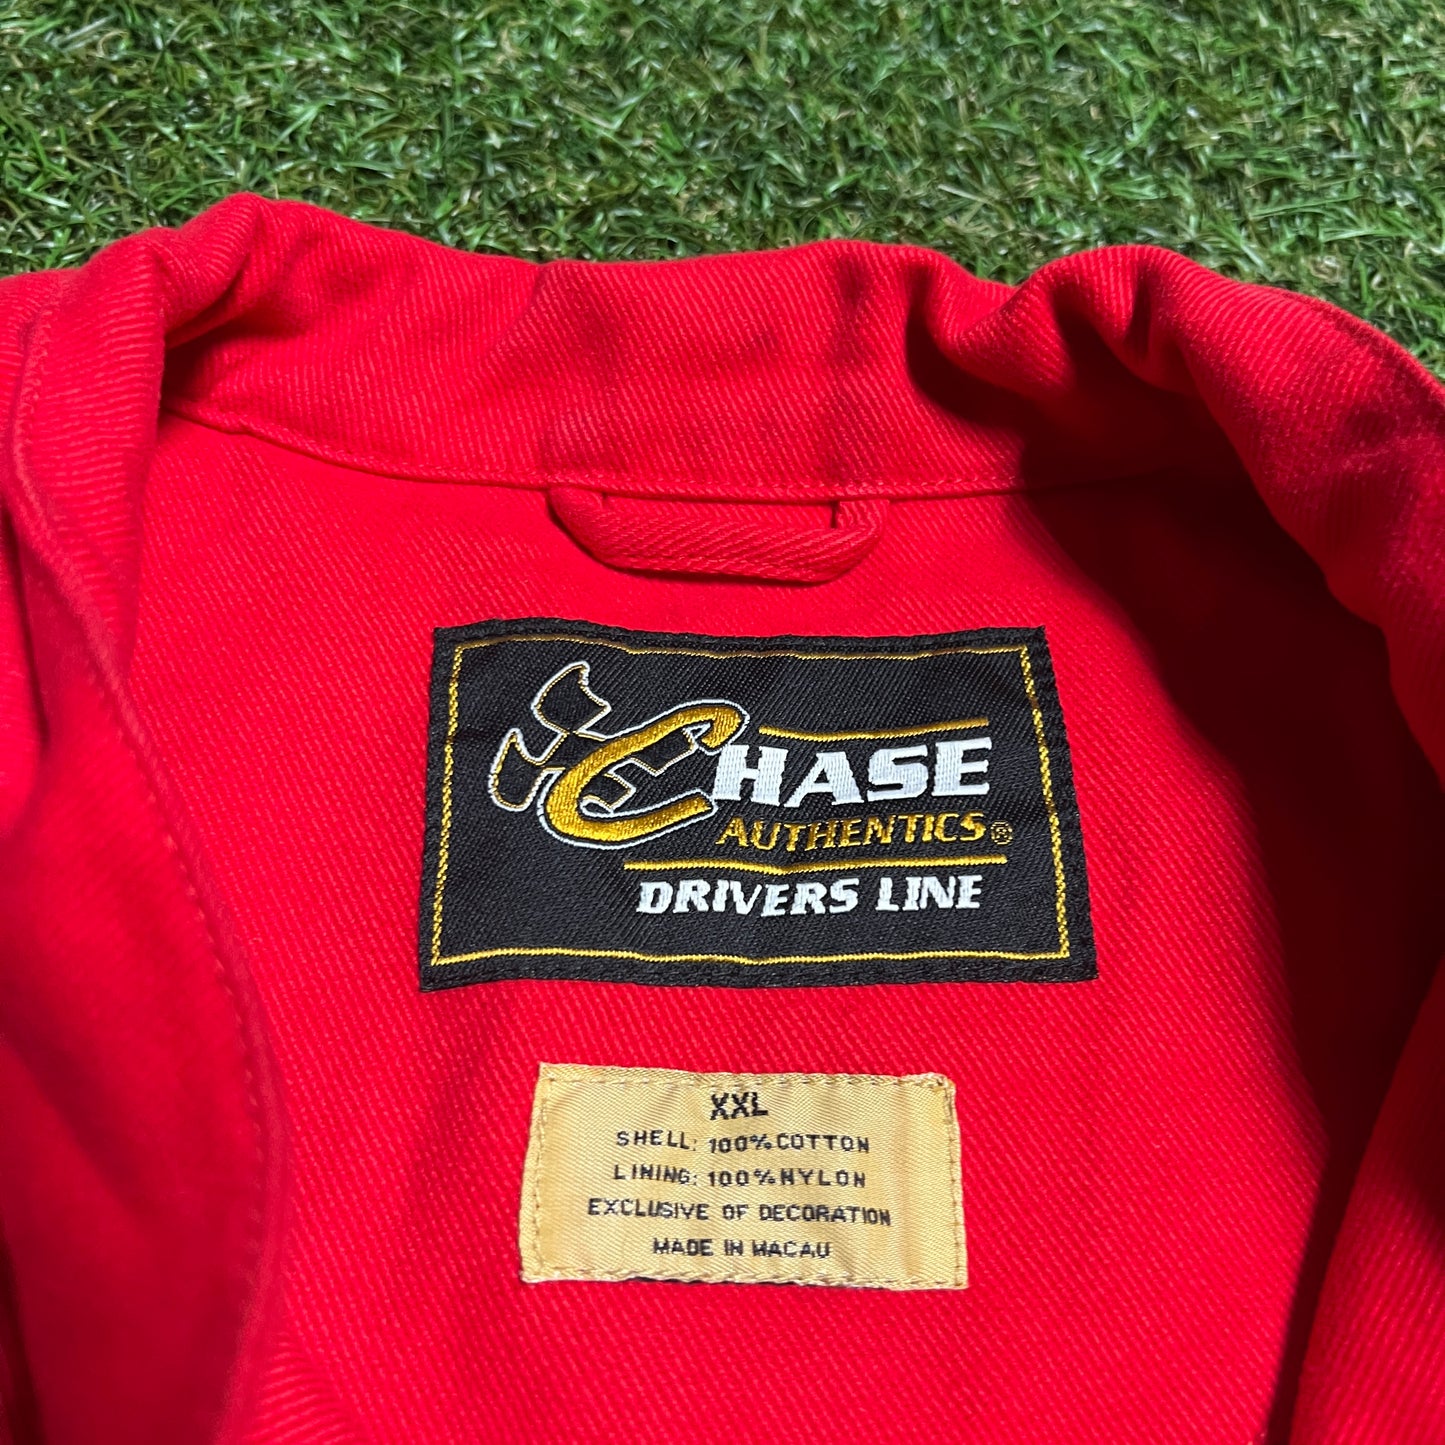 CHASE
AUTHENTICS®
DRIVERS LINE
XXL
SHELL: 100% COTTON
LINING: 100% NYLON
EXCLUSIVE OF DECORATION
MADE IN MACAU